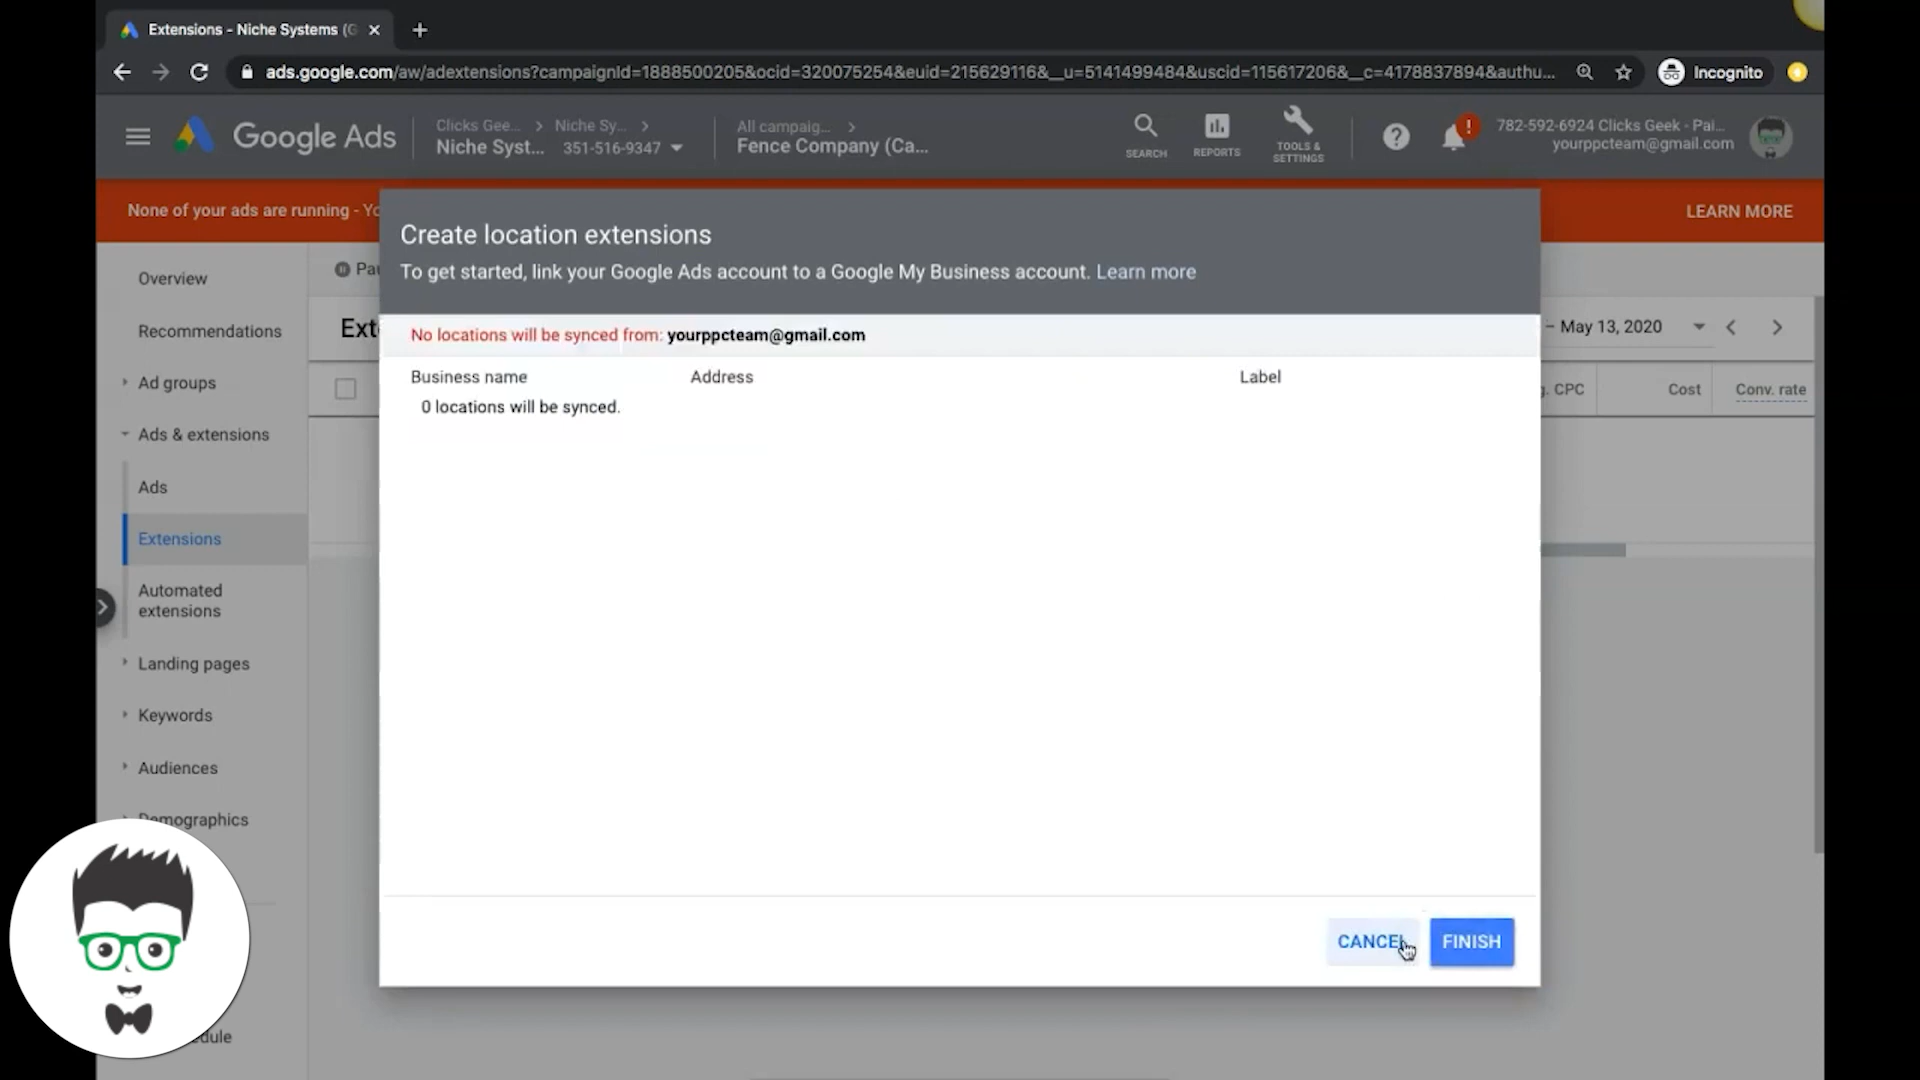 Extensions - Niche Systems (G
ads.google.com/aw/adextensions?campaignId=1888500205&ocid=320075254&euid=215629116&__u=5141499484&uscid=115617206&__c=4178837894&authu...
Incognito
Google Ads
Clicks Gee... > Niche Sy... >
Niche Syst... 351-516-9347
All campaig... >
Fence Company (Ca...
SEARCH
REPORTS
TOOLS &
SETTINGS
782-592-6924 Clicks Geek - Pai...
yourppcteam@gmail.com
None of your ads are running - Yo
LEARN MORE
Overview
Recommendations
Ad groups
Ads & extensions
Ads
Extensions
Automated
extensions
Landing pages
Keywords
Audiences
Demographics
edule
Pau
Ext
– May 13, 2020
g. CPC
Cost
Conv. rate
Create location extensions
To get started, link your Google Ads account to a Google My Business account. Learn more
No locations will be synced from: yourppcteam@gmail.com
Business name Address Label
0 locations will be synced.
CANCEL
FINISH